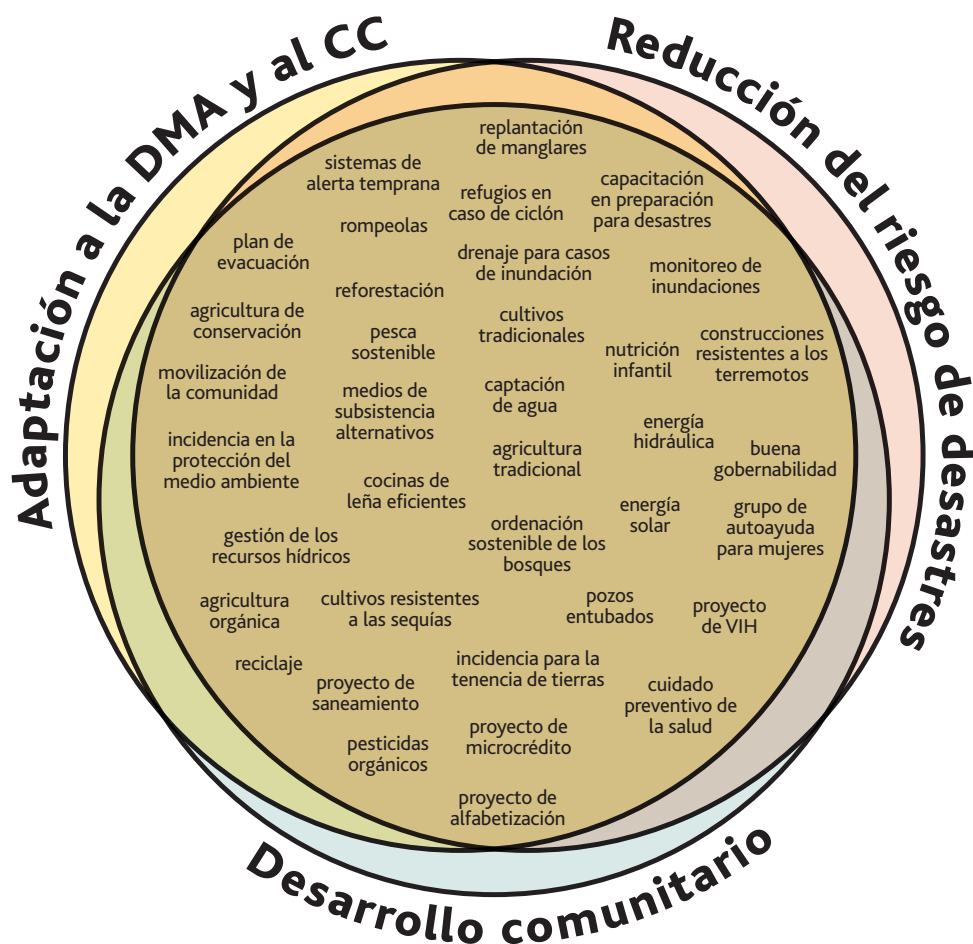 Adaptación a la DMA y al CC
Reducción del riesgo de desastres
replantación
de manglares
sistemas de
alerta temprana
refugios en
caso de ciclón
capacitación
en preparación
para desastres
rompeolas
plan de
evacuación
drenaje para casos
de inundación
monitoreo de
inundaciones
reforestación
agricultura de
conservación
pesca
sostenible
cultivos
tradicionales
nutrición
infantil
construcciones
resistentes a los
terremotos
movilización de
la comunidad
medios de
subsistencia
alternativos
captación
de agua
energía
hidráulica
buena
gobernabilidad
incidencia en la
protección del
medio ambiente
agricultura
tradicional
cocinas de
leña eficientes
energía
solar
grupo de
autoayuda
para mujeres
gestión de los
recursos hídricos
ordenación
sostenible de los
bosques
agricultura
orgánica
cultivos resistentes
a las sequías
pozos
entubados
proyecto
de VIH
reciclaje
incidencia para la
tenencia de tierras
proyecto de
saneamiento
cuidado
preventivo de
la salud
pesticidas
orgánicos
proyecto de
microcrédito
proyecto de
alfabetización
Desarrollo comunitario